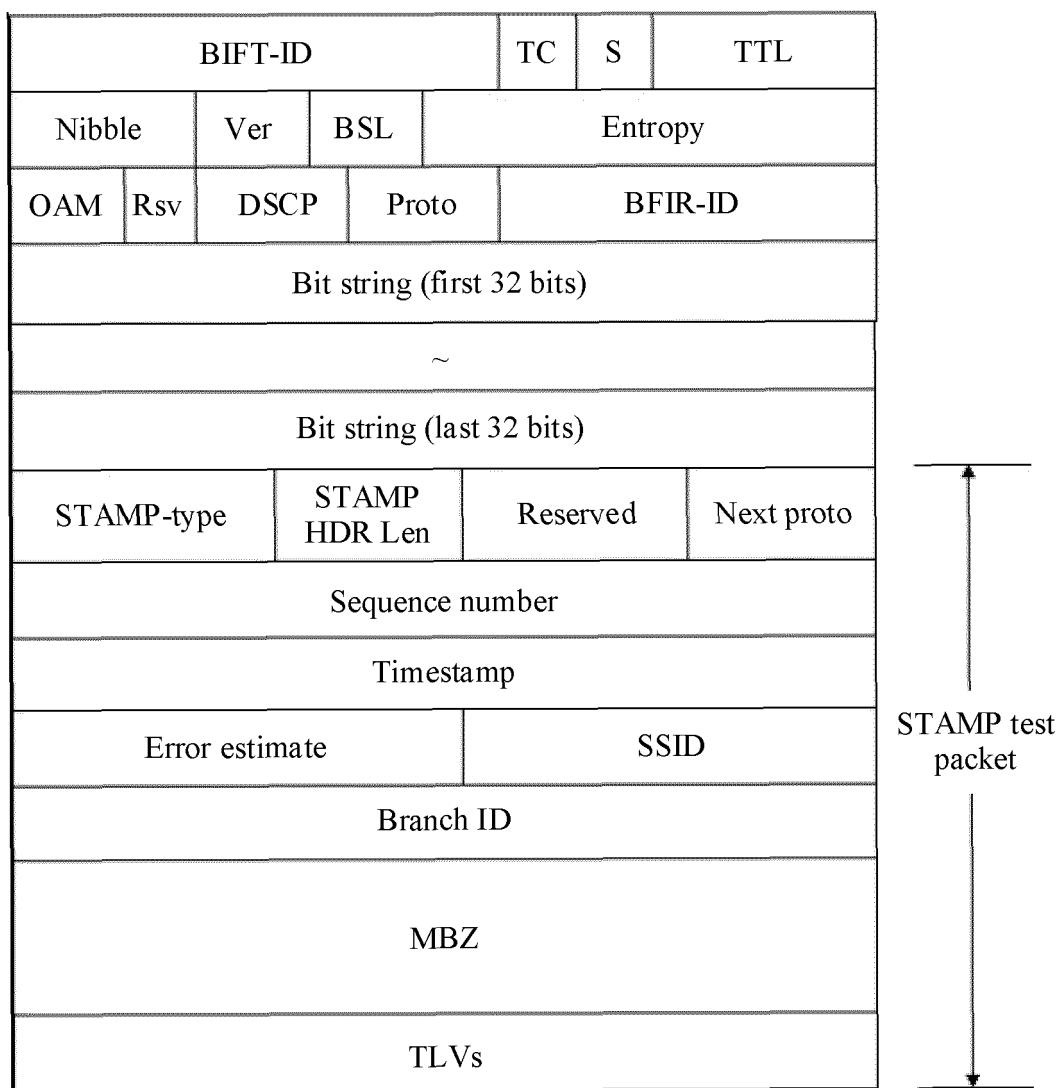 BIFT-ID TC S TTL
Nibble Ver BSL Entropy
OAM Rsv DSCP Proto BFIR-ID
Bit string (first 32 bits)
~
Bit string (last 32 bits)
STAMP-type STAMP HDR Len Reserved Next proto
Sequence number
Timestamp
Error estimate SSID
STAMP test
packet
Branch ID
MBZ
TLVs